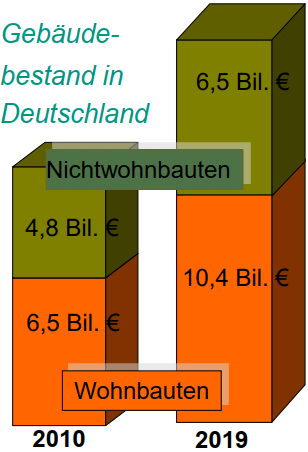 Gebäude-
bestand in
Deutschland
6,5 Bil. €
Nichtwohnbauten
4,8 Bil. €
10,4 Bil. €
6,5 Bil. €
Wohnbauten
2010
2019